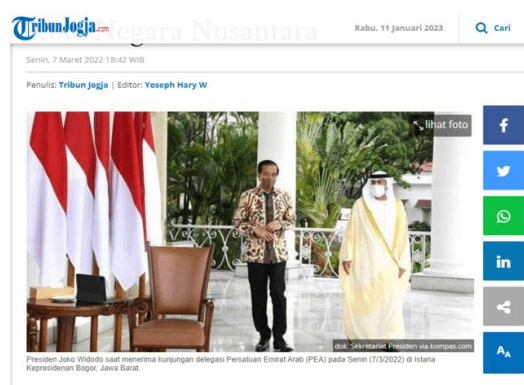 TribunJogja.com
Rabu, 11 Januari 2023
Cari
Negara Nusantara
Senin, 7 Maret 2022 18:42 WIB
Penulis: Tribun Jogja | Editor: Yoseph Hary W
lihat foto
dok. Sekretariat Presiden via.kompas.com
Presiden Joko Widodo saat menerima kunjungan delegasi Persatuan Emirat Arab (PEA) pada Senin (7/3/2022) di Istana
Kepresidenan Bogor, Jawa Barat.
AA